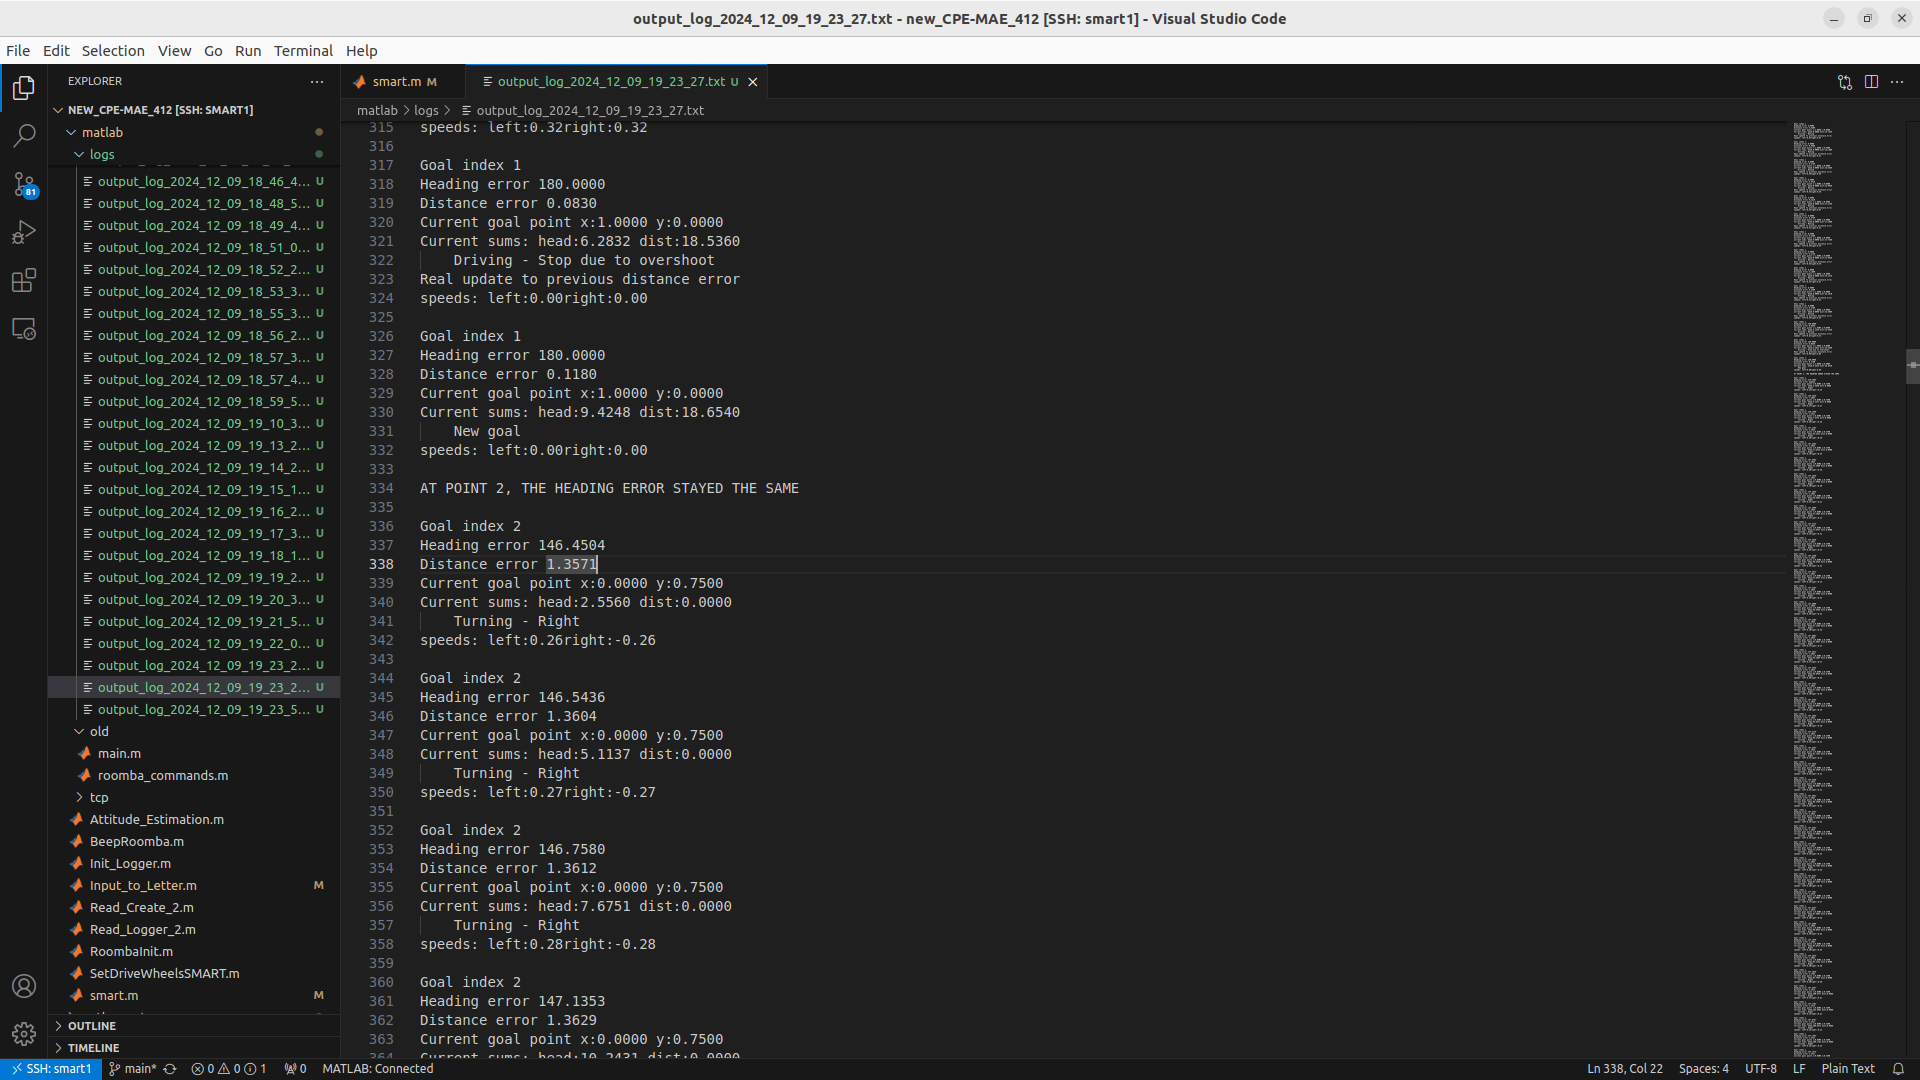 output_log_2024_12_09_19_23_27.txt - new_CPE-MAE_412 [SSH: smart1] - Visual Studio Code
File Edit Selection View Go Run Terminal Help
EXPLORER
smart.m M
output_log_2024_12_09_19_23_27.txt U
NEW_CPE-MAE_412 [SSH: SMART1]
matlab
logs
output_log_2024_12_09_18_46_4... U
output_log_2024_12_09_18_48_5... U
output_log_2024_12_09_18_49_4... U
output_log_2024_12_09_18_51_0... U
output_log_2024_12_09_18_52_2... U
output_log_2024_12_09_18_53_3... U
output_log_2024_12_09_18_55_3... U
output_log_2024_12_09_18_56_2... U
output_log_2024_12_09_18_57_3... U
output_log_2024_12_09_18_57_4... U
output_log_2024_12_09_18_59_5... U
output_log_2024_12_09_19_10_3... U
output_log_2024_12_09_19_13_2... U
output_log_2024_12_09_19_14_2... U
output_log_2024_12_09_19_15_1... U
output_log_2024_12_09_19_16_2... U
output_log_2024_12_09_19_17_3... U
output_log_2024_12_09_19_18_1... U
output_log_2024_12_09_19_19_2... U
output_log_2024_12_09_19_20_3... U
output_log_2024_12_09_19_21_5... U
output_log_2024_12_09_19_22_0... U
output_log_2024_12_09_19_23_2... U
output_log_2024_12_09_19_23_2... U
output_log_2024_12_09_19_23_5... U
old
main.m
roomba_commands.m
tcp
Attitude_Estimation.m
BeepRoomba.m
Init_Logger.m
Input_to_Letter.m M
Read_Create_2.m
Read_Logger_2.m
RoombaInit.m
SetDriveWheelsSMART.m
smart.m M
OUTLINE
TIMELINE
81
matlab > logs > output_log_2024_12_09_19_23_27.txt
315 speeds: left:0.32right:0.32
316
317 Goal index 1
318 Heading error 180.0000
319 Distance error 0.0830
320 Current goal point x:1.0000 y:0.0000
321 Current sums: head:6.2832 dist:18.5360
322 Driving - Stop due to overshoot
323 Real update to previous distance error
324 speeds: left:0.00right:0.00
325
326 Goal index 1
327 Heading error 180.0000
328 Distance error 0.1180
329 Current goal point x:1.0000 y:0.0000
330 Current sums: head:9.4248 dist:18.6540
331 New goal
332 speeds: left:0.00right:0.00
333
334 AT POINT 2, THE HEADING ERROR STAYED THE SAME
335
336 Goal index 2
337 Heading error 146.4504
338 Distance error 1.3571
339 Current goal point x:0.0000 y:0.7500
340 Current sums: head:2.5560 dist:0.0000
341 Turning - Right
342 speeds: left:0.26right:-0.26
343
344 Goal index 2
345 Heading error 146.5436
346 Distance error 1.3604
347 Current goal point x:0.0000 y:0.7500
348 Current sums: head:5.1137 dist:0.0000
349 Turning - Right
350 speeds: left:0.27right:-0.27
351
352 Goal index 2
353 Heading error 146.7580
354 Distance error 1.3612
355 Current goal point x:0.0000 y:0.7500
356 Current sums: head:7.6751 dist:0.0000
357 Turning - Right
358 speeds: left:0.28right:-0.28
359
360 Goal index 2
361 Heading error 147.1353
362 Distance error 1.3629
363 Current goal point x:0.0000 y:0.7500
364 Current sums: head:10.2431 dist:0.0000
SSH: smart1 main* 0 0 1 0 MATLAB: Connected
Ln 338, Col 22 Spaces: 4 UTF-8 LF Plain Text